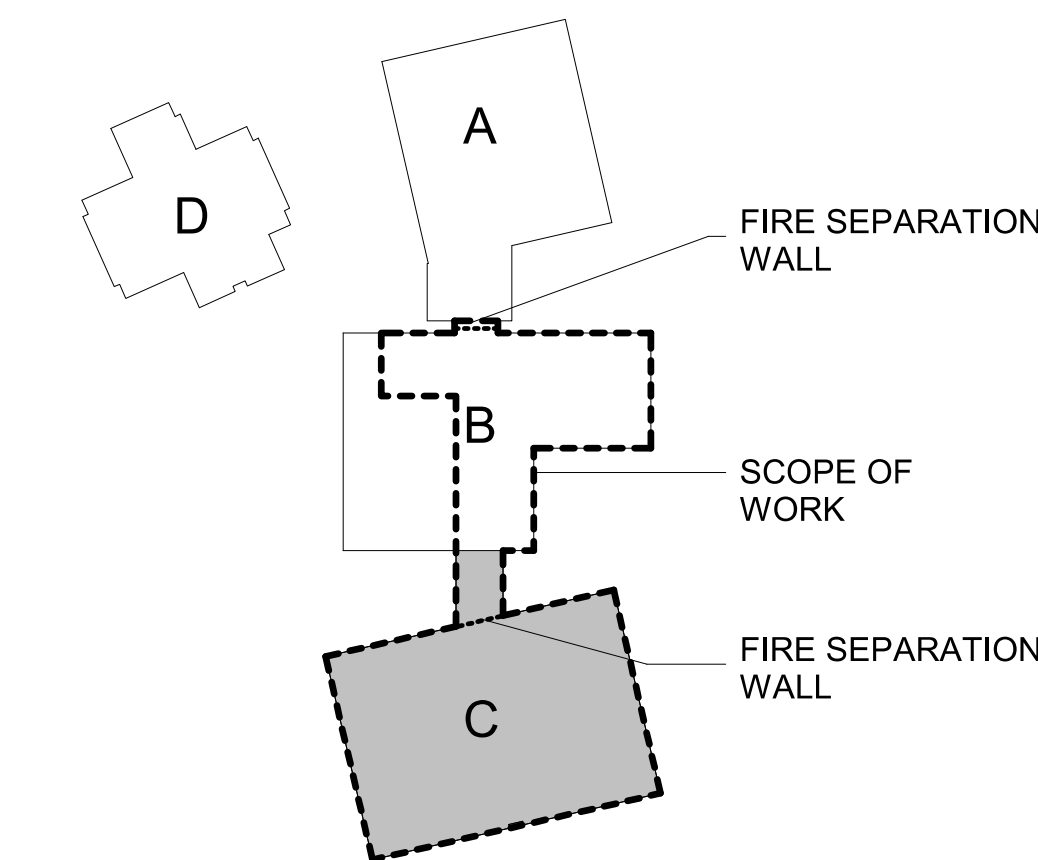 A
D
FIRE SEPARATION
WALL
B
SCOPE OF
WORK
FIRE SEPARATION
WALL
C